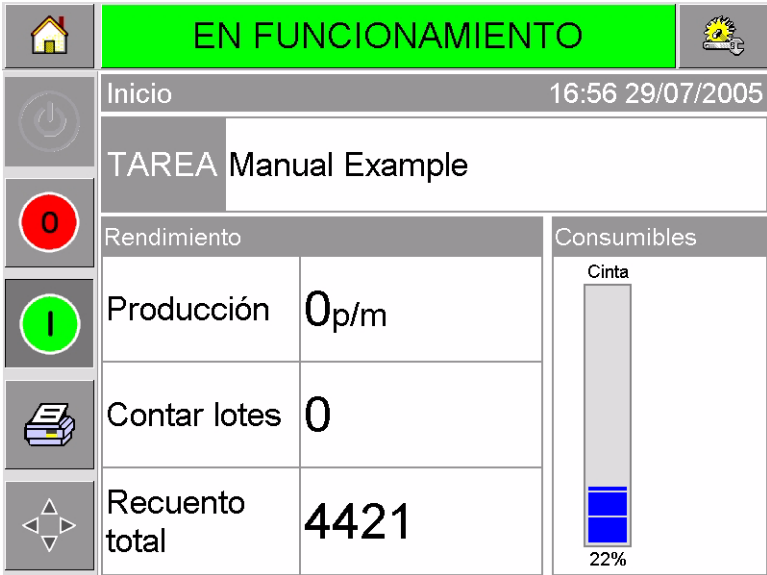 EN FUNCIONAMIENTO
Inicio 16:56 29/07/2005
TAREA Manual Example
0
Rendimiento
Consumibles
Cinta
Producción 0p/m
I
Contar lotes 0
Recuento
total
4421
22%